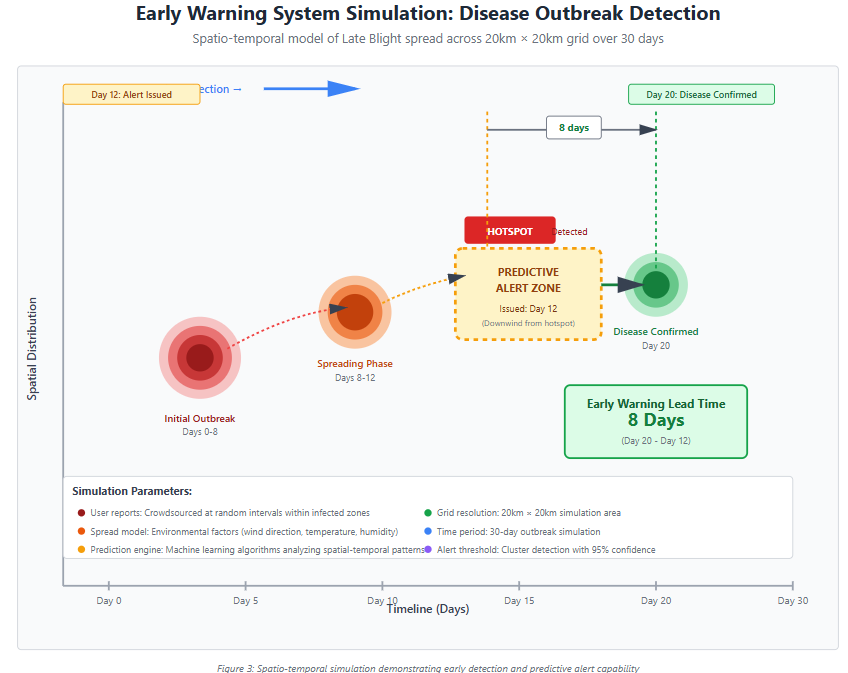 Early Warning System Simulation: Disease Outbreak Detection
Spatio-temporal model of Late Blight spread across 20km × 20km grid over 30 days
Day 12: Alert Issued
ection →
Day 20: Disease Confirmed
8 days
HOTSPOT
Detected
PREDICTIVE
ALERT ZONE
Issued: Day 12
(Downwind from hotspot)
Disease Confirmed
Day 20
Spreading Phase
Days 8-12
Initial Outbreak
Days 0-8
Spatial Distribution
Early Warning Lead Time
8 Days
(Day 20 - Day 12)
Simulation Parameters:
User reports: Crowdsourced at random intervals within infected zones
Spread model: Environmental factors (wind direction, temperature, humidity)
Prediction engine: Machine learning algorithms analyzing spatial-temporal patterns
Grid resolution: 20km × 20km simulation area
Time period: 30-day outbreak simulation
Alert threshold: Cluster detection with 95% confidence
Day 0
Day 5
Day 10
Day 15
Day 20
Day 30
Timeline (Days)
Figure 3: Spatio-temporal simulation demonstrating early detection and predictive alert capability